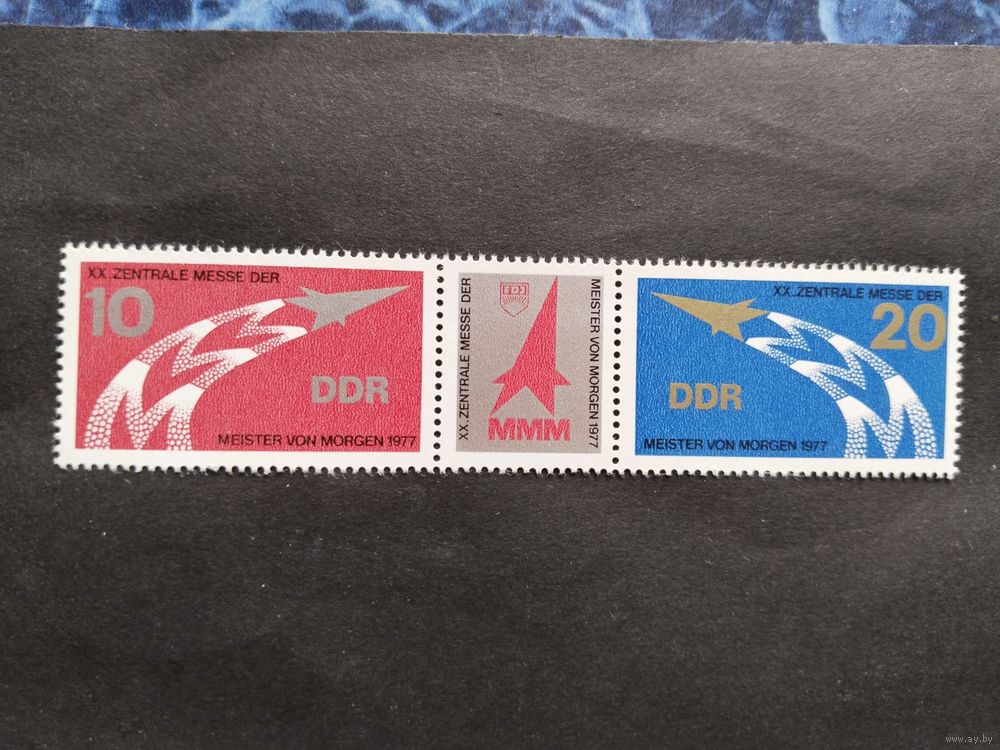 XX. ZENTRALE MESSE DER
10
DDR
MEISTER VON MORGEN 1977
XX. ZENTRALE MESSE DER
MEISTER VON MORGEN 1977
MMM
XX. ZENTRALE MESSE DER
20
DDR
MEISTER VON MORGEN 1977
www.ay.by